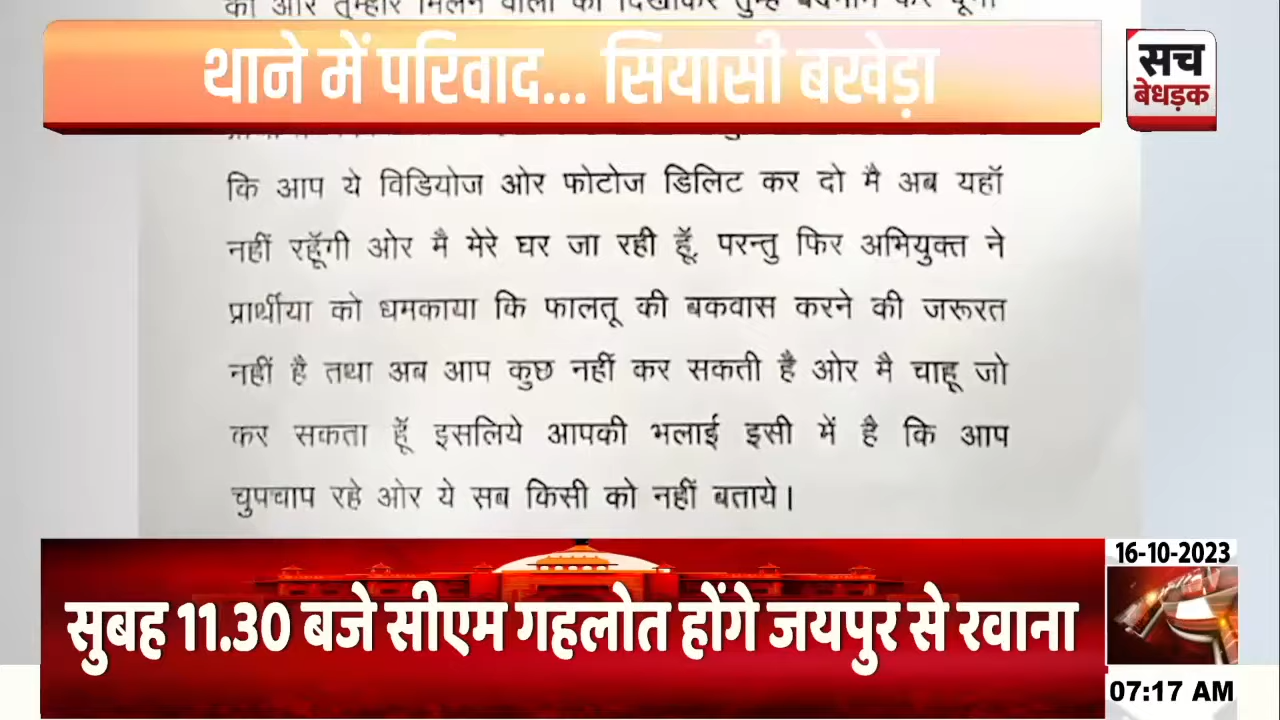 थाने में परिवाद... सियासी बखेड़ा
सच
बेधड़क
कि आप ये विडियोज ओर फोटोज डिलिट कर दो मै अब यहॉ
नहीं रहूॅगी ओर मै मेरे घर जा रही हूॅ, परन्तु फिर अभियुक्त ने
प्रार्थीया को धमकाया कि फालतू की बकवास करने की जरूरत
नहीं है तथा अब आप कुछ नहीं कर सकती है ओर मै चाहू जो
कर सकता हूॅ इसलिये आपकी भलाई इसी में है कि आप
चुपचाप रहे ओर ये सब किसी को नहीं बताये।
सुबह 11.30 बजे सीएम गहलोत होंगे जयपुर से रवाना
16-10-2023
07:17 AM